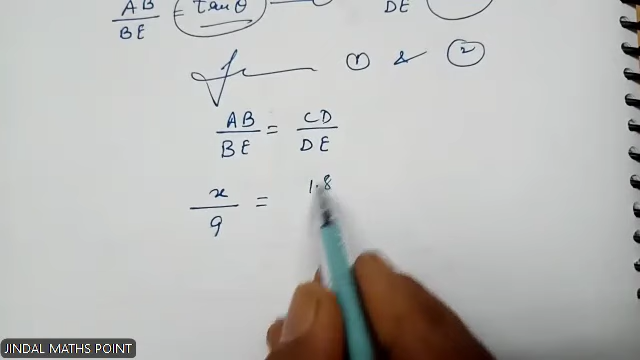 AB/BE = tanθ DE
From ① & ②
AB/BE = CD/DE
x/9 = 1.8
JINDAL MATHS POINT